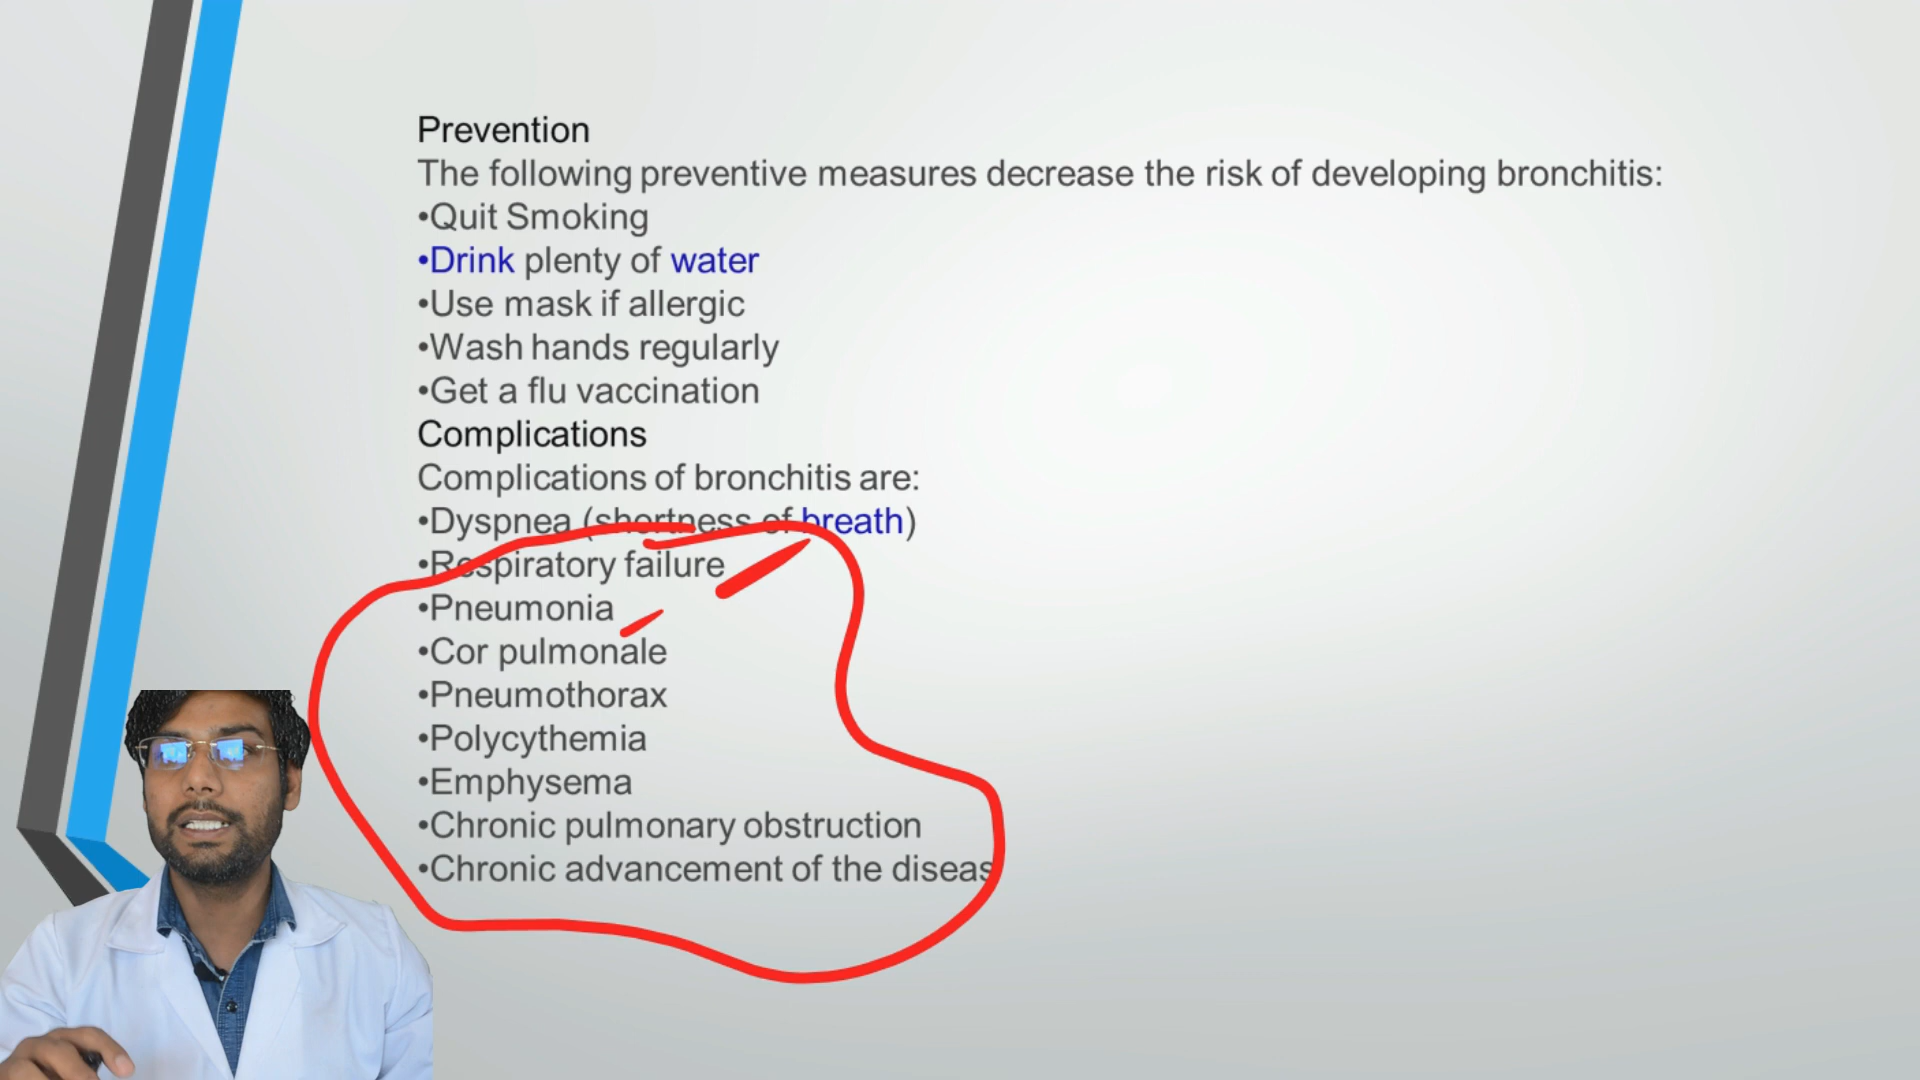 Prevention
The following preventive measures decrease the risk of developing bronchitis:
•Quit Smoking
•Drink plenty of water
•Use mask if allergic
•Wash hands regularly
•Get a flu vaccination
Complications
Complications of bronchitis are:
•Dyspnea (shortness of breath)
•Respiratory failure
•Pneumonia
•Cor pulmonale
•Pneumothorax
•Polycythemia
•Emphysema
•Chronic pulmonary obstruction
•Chronic advancement of the diseas